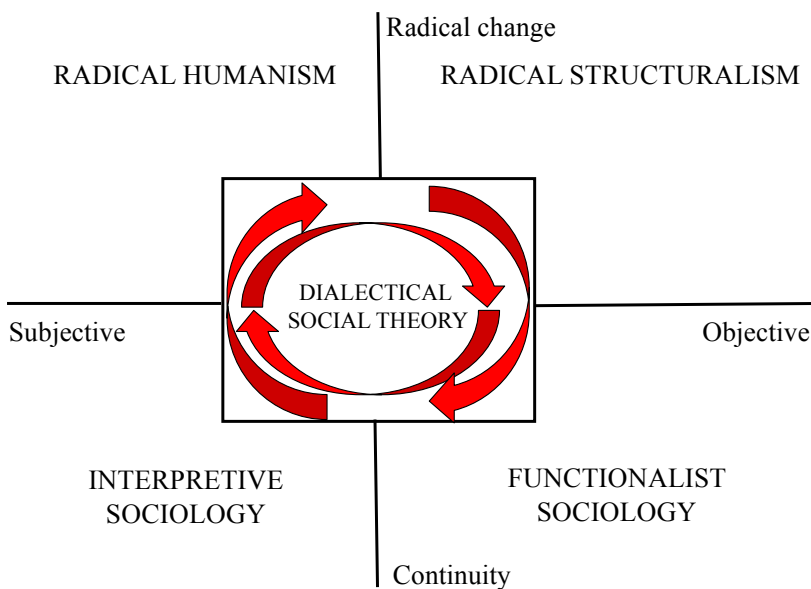 Radical change
RADICAL HUMANISM
RADICAL STRUCTURALISM
DIALECTICAL
SOCIAL THEORY
Subjective
Objective
INTERPRETIVE
SOCIOLOGY
FUNCTIONALIST
SOCIOLOGY
Continuity